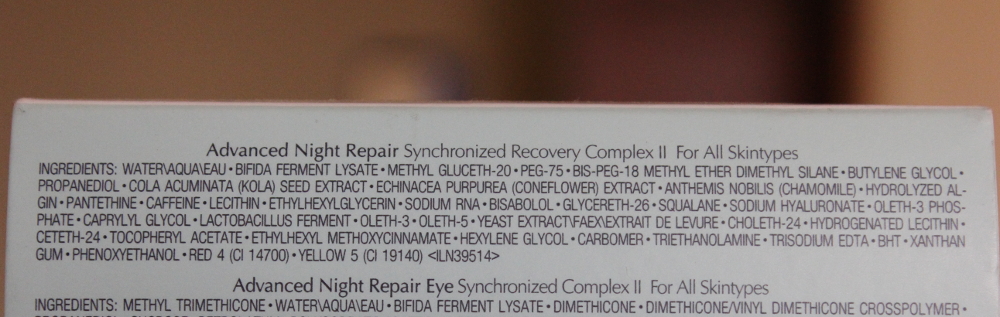 Advanced Night Repair Synchronized Recovery Complex II For All Skintypes
INGREDIENTS: WATER\AQUA\EAU • BIFIDA FERMENT LYSATE • METHYL GLUCETH-20 • PEG-75 • BIS-PEG-18 METHYL ETHER DIMETHYL SILANE • BUTYLENE GLYCOL •
PROPANEDIOL • COLA ACUMINATA (KOLA) SEED EXTRACT • ECHINACEA PURPUREA (CONEFLOWER) EXTRACT • ANTHEMIS NOBILIS (CHAMOMILE) • HYDROLYZED AL-
GIN • PANTETHINE • CAFFEINE • LECITHIN • ETHYLHEXYLGLYCERIN • SODIUM RNA • BISABOLOL • GLYCERETH-26 • SQUALANE • SODIUM HYALURONATE • OLETH-3 PHOS-
PHATE • CAPRYLYL GLYCOL • LACTOBACILLUS FERMENT • OLETH-3 • OLETH-5 • YEAST EXTRACT\FAEX\EXTRAIT DE LEVURE • CHOLETH-24 • HYDROGENATED LECITHIN •
CETETH-24 • TOCOPHERYL ACETATE • ETHYLHEXYL METHOXYCINNAMATE • HEXYLENE GLYCOL • CARBOMER • TRIETHANOLAMINE • TRISODIUM EDTA • BHT • XANTHAN
GUM • PHENOXYETHANOL • RED 4 (CI 14700) • YELLOW 5 (CI 19140) <ILN39514>
Advanced Night Repair Eye Synchronized Complex II For All Skintypes
INGREDIENTS: METHYL TRIMETHICONE • WATER\AQUA\EAU • BIFIDA FERMENT LYSATE • DIMETHICONE • DIMETHICONE/VINYL DIMETHICONE CROSSPOLYMER •